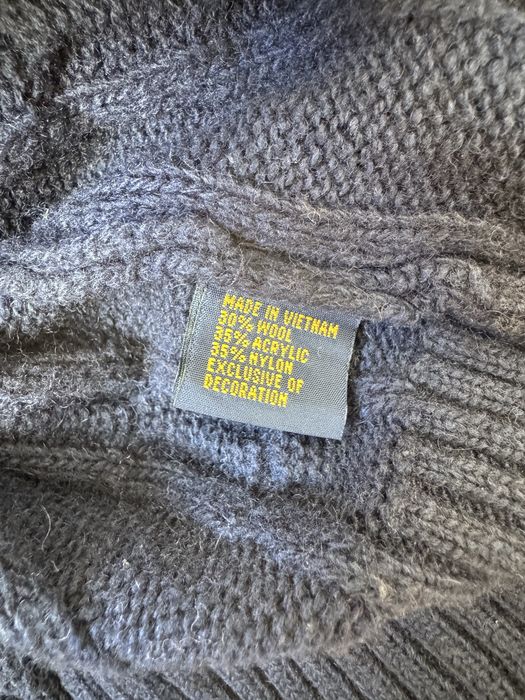 MADE IN VIETNAM
30% WOOL
35% ACRYLIC
35% NYLON
EXCLUSIVE OF
DECORATION